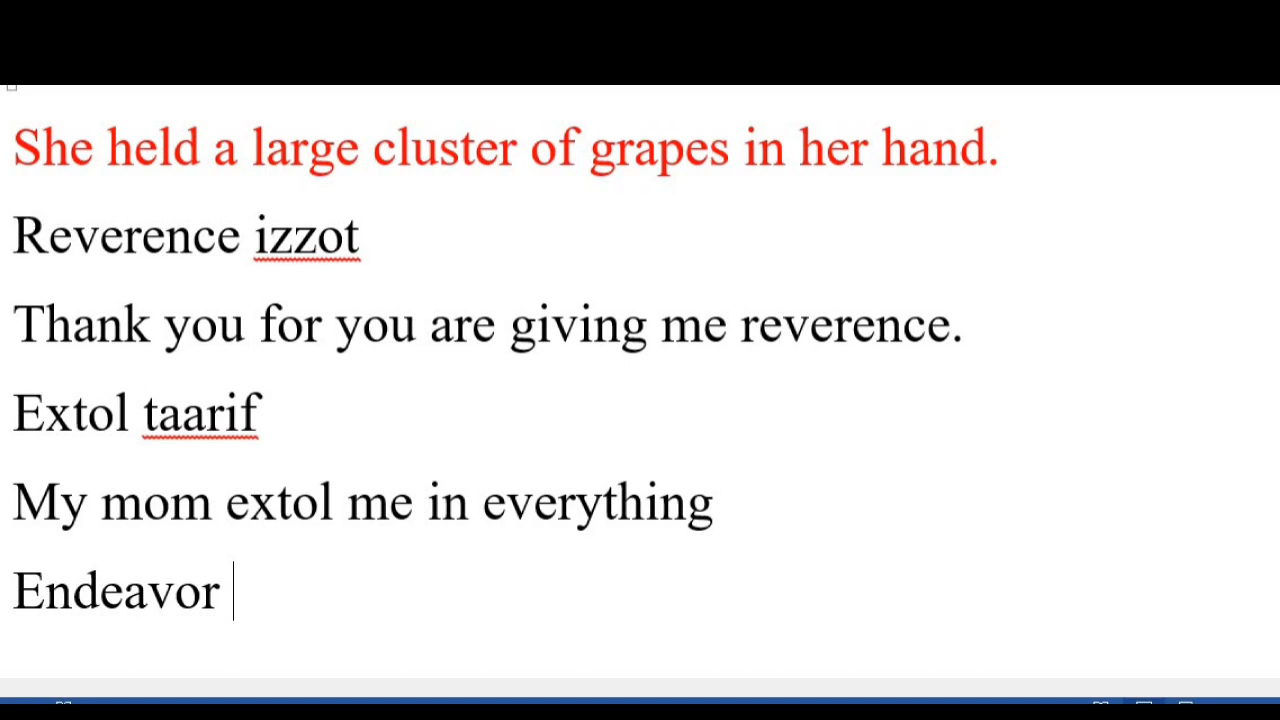 She held a large cluster of grapes in her hand.
Reverence izzot
Thank you for you are giving me reverence.
Extol taarif
My mom extol me in everything
Endeavor